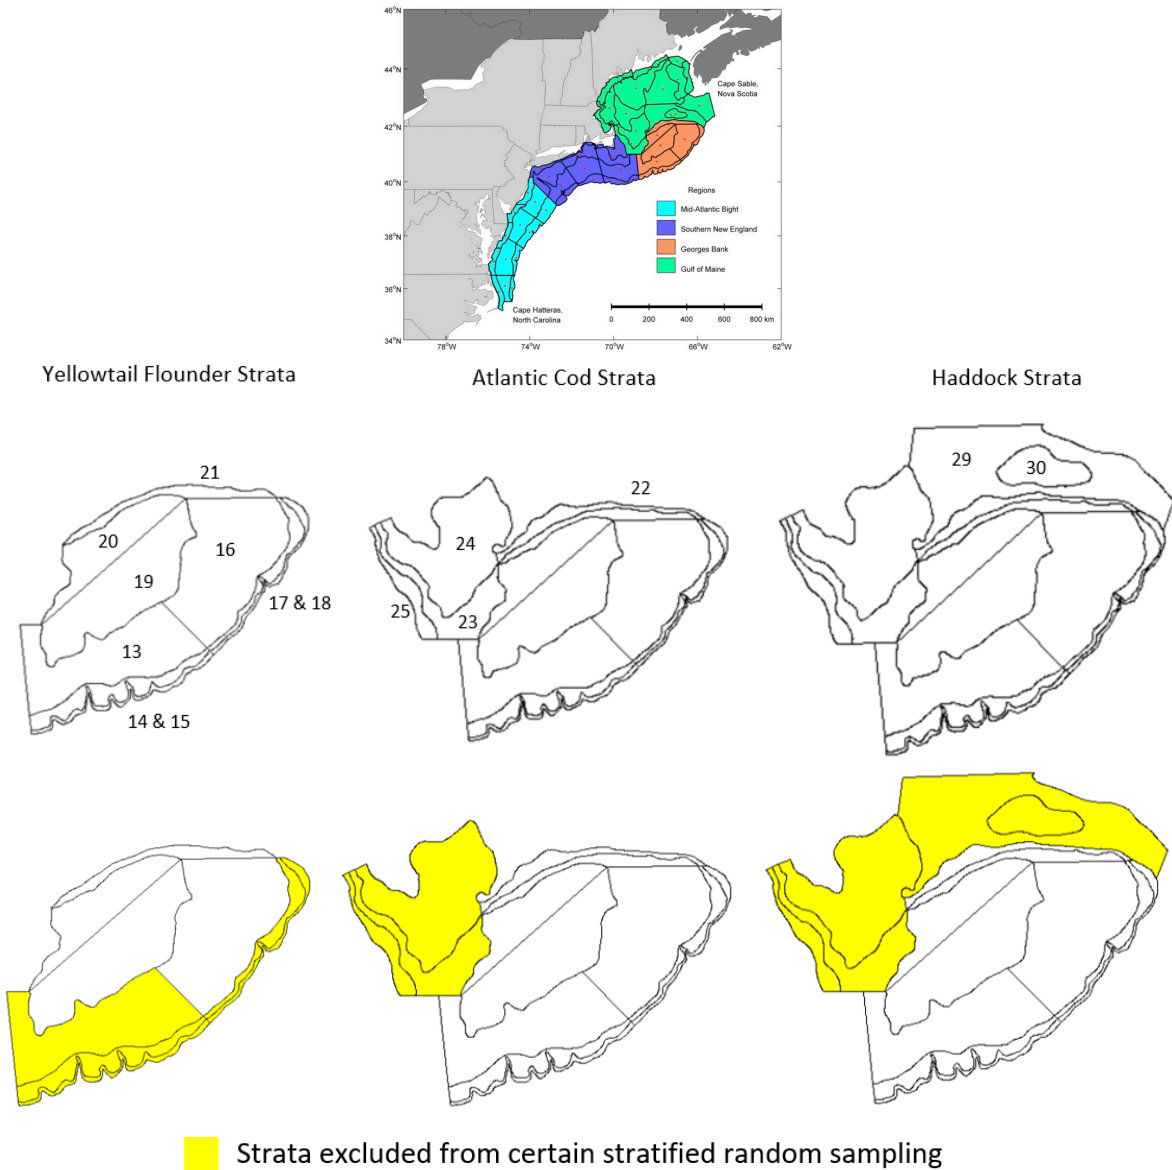 46°N
44°N
42°N
40°N
38°N
36°N
34°N
78°W
74°W
70°W
66°W
62°W
Cape Sable,
Nova Scotia
Regions
Mid-Atlantic Bight
Southern New England
Georges Bank
Gulf of Maine
0 200 400 600 800 km
Cape Hatteras,
North Carolina
Yellowtail Flounder Strata
Atlantic Cod Strata
Haddock Strata
21
20
16
19
17 & 18
13
14 & 15
22
24
25
23
29
30
Strata excluded from certain stratified random sampling